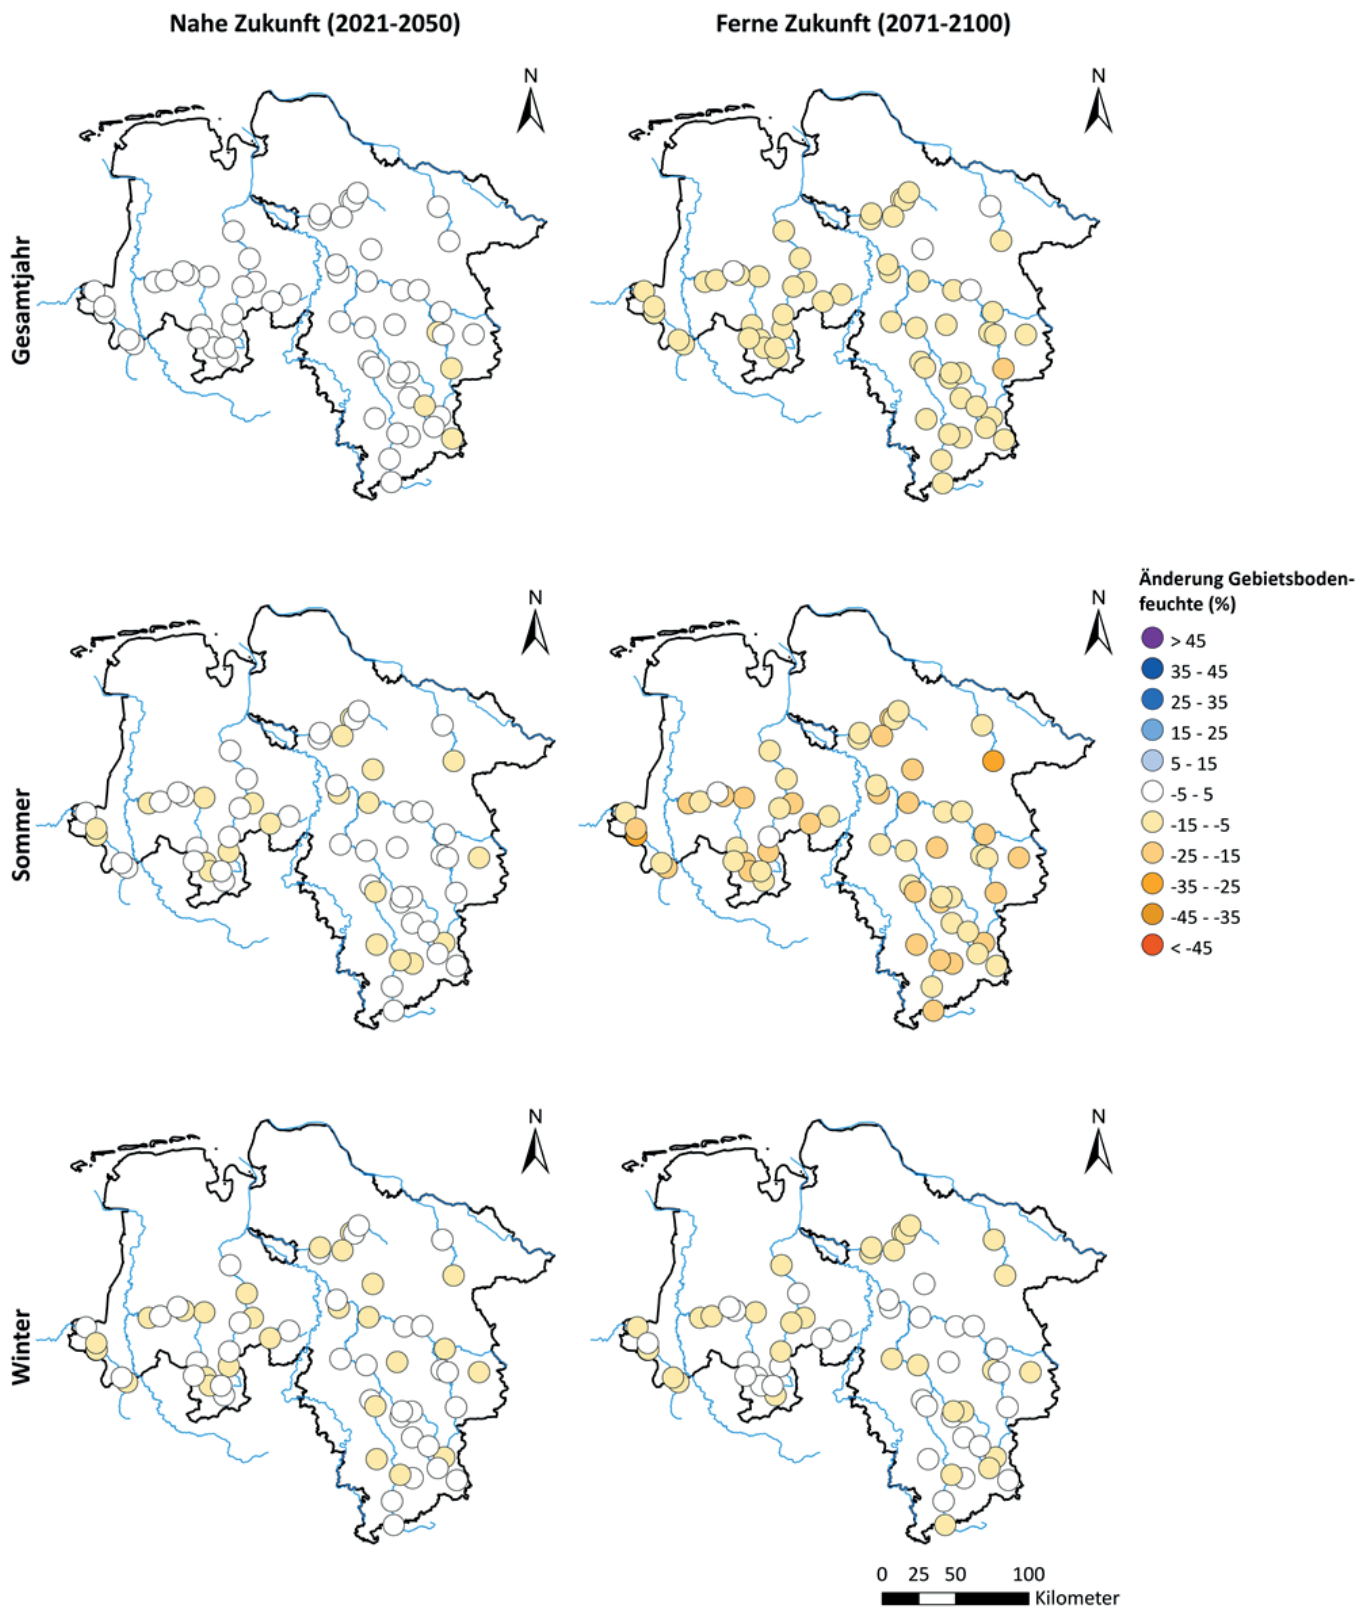 Nahe Zukunft (2021-2050)
Ferne Zukunft (2071-2100)
N
N
Gesamtjahr
N
N
Sommer
Änderung Gebietsboden-
feuchte (%)
> 45
35 - 45
25 - 35
15 - 25
5 - 15
-5 - 5
-15 - -5
-25 - -15
-35 - -25
-45 - -35
< -45
N
N
Winter
0 25 50 100
Kilometer